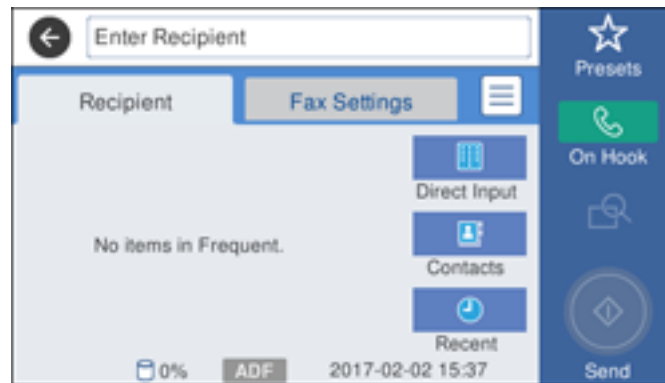 Enter Recipient
Presets
Recipient
Fax Settings
On Hook
Direct Input
No items in Frequent.
Contacts
Recent
0%
ADF
2017-02-02 15:37
Send